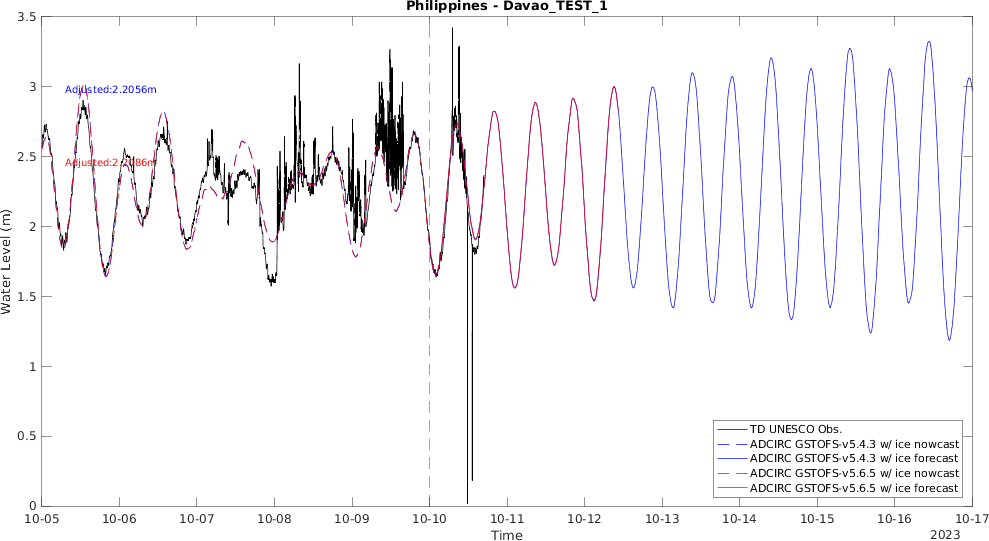 Philippines - Davao_TEST_1
3.5
3
2.5
2
1.5
1
0.5
0
Water Level (m)
Adjusted:2.2056m
Adjusted:2.2086m
TD UNESCO Obs.
ADCIRC GSTOFS-v5.4.3 w/ ice nowcast
ADCIRC GSTOFS-v5.4.3 w/ ice forecast
ADCIRC GSTOFS-v5.6.5 w/ ice nowcast
ADCIRC GSTOFS-v5.6.5 w/ ice forecast
10-05 10-06 10-07 10-08 10-09 10-10 10-11 10-12 10-13 10-14 10-15 10-16 10-17
Time
2023